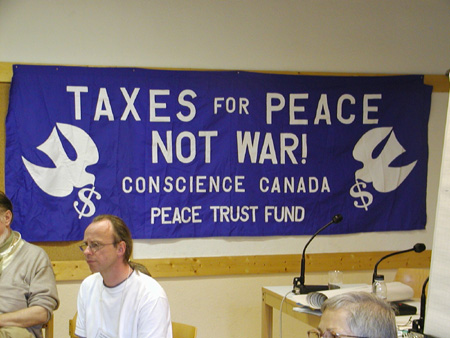 TAXES FOR PEACE
NOT WAR!
CONSCIENCE CANADA
PEACE TRUST FUND
$
$